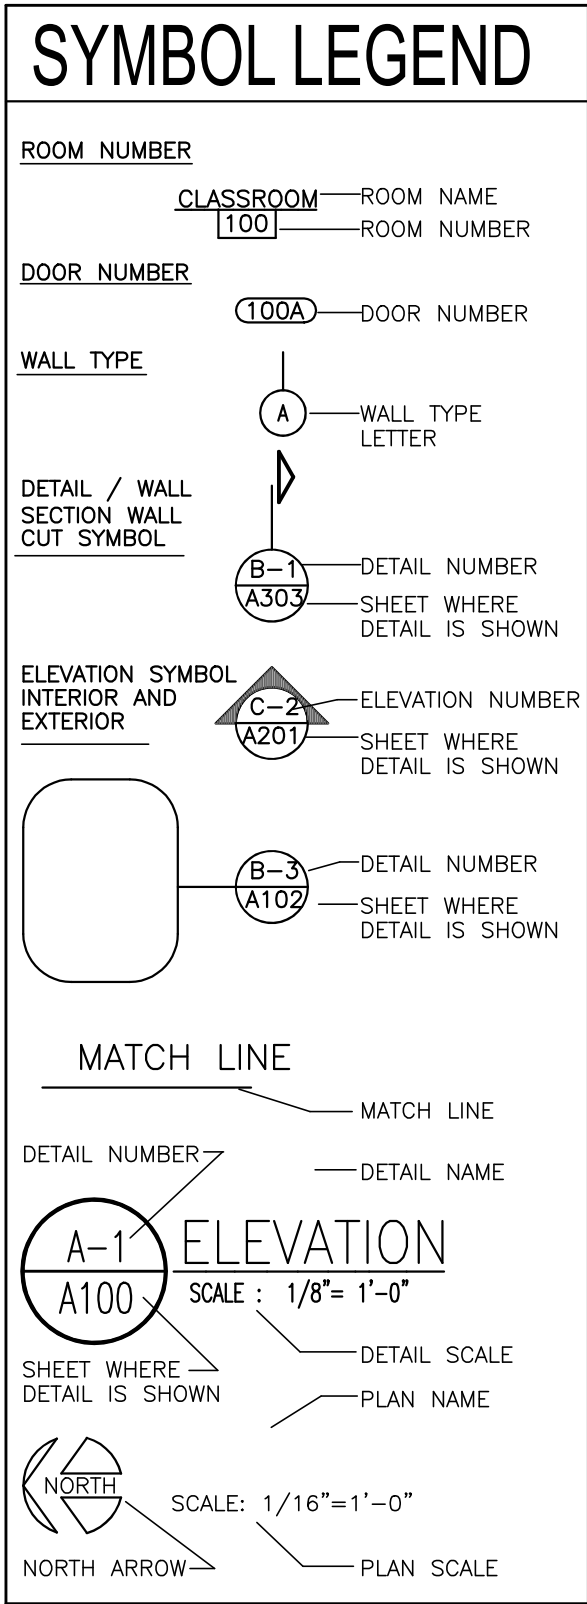 SYMBOL LEGEND
ROOM NUMBER
CLASSROOM
ROOM NAME
100
ROOM NUMBER
DOOR NUMBER
100A
DOOR NUMBER
WALL TYPE
A
WALL TYPE
LETTER
DETAIL / WALL
SECTION WALL
CUT SYMBOL
B-1
DETAIL NUMBER
A303
SHEET WHERE
DETAIL IS SHOWN
ELEVATION SYMBOL
INTERIOR AND
EXTERIOR
C-2
ELEVATION NUMBER
A201
SHEET WHERE
DETAIL IS SHOWN
B-3
DETAIL NUMBER
A102
SHEET WHERE
DETAIL IS SHOWN
MATCH LINE
MATCH LINE
DETAIL NUMBER
DETAIL NAME
A-1
ELEVATION
A100
SCALE : 1/8"= 1'-0"
DETAIL SCALE
SHEET WHERE
DETAIL IS SHOWN
PLAN NAME
NORTH
SCALE: 1/16"=1'-0"
NORTH ARROW
PLAN SCALE